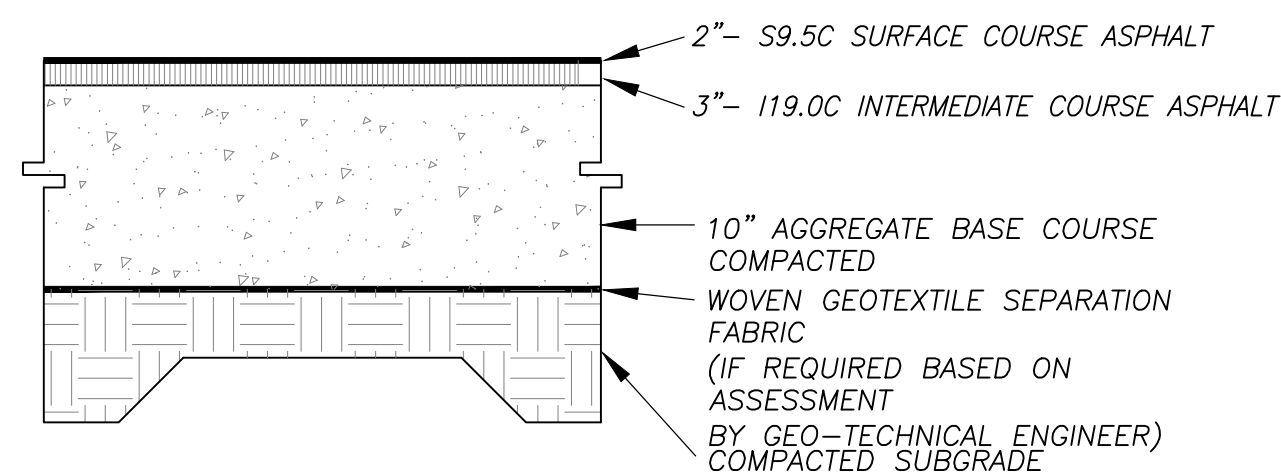 2"- S9.5C SURFACE COURSE ASPHALT
3"- I19.0C INTERMEDIATE COURSE ASPHALT
10" AGGREGATE BASE COURSE
COMPACTED
WOVEN GEOTEXTILE SEPARATION
FABRIC
(IF REQUIRED BASED ON
ASSESSMENT
BY GEO-TECHNICAL ENGINEER)
COMPACTED SUBGRADE